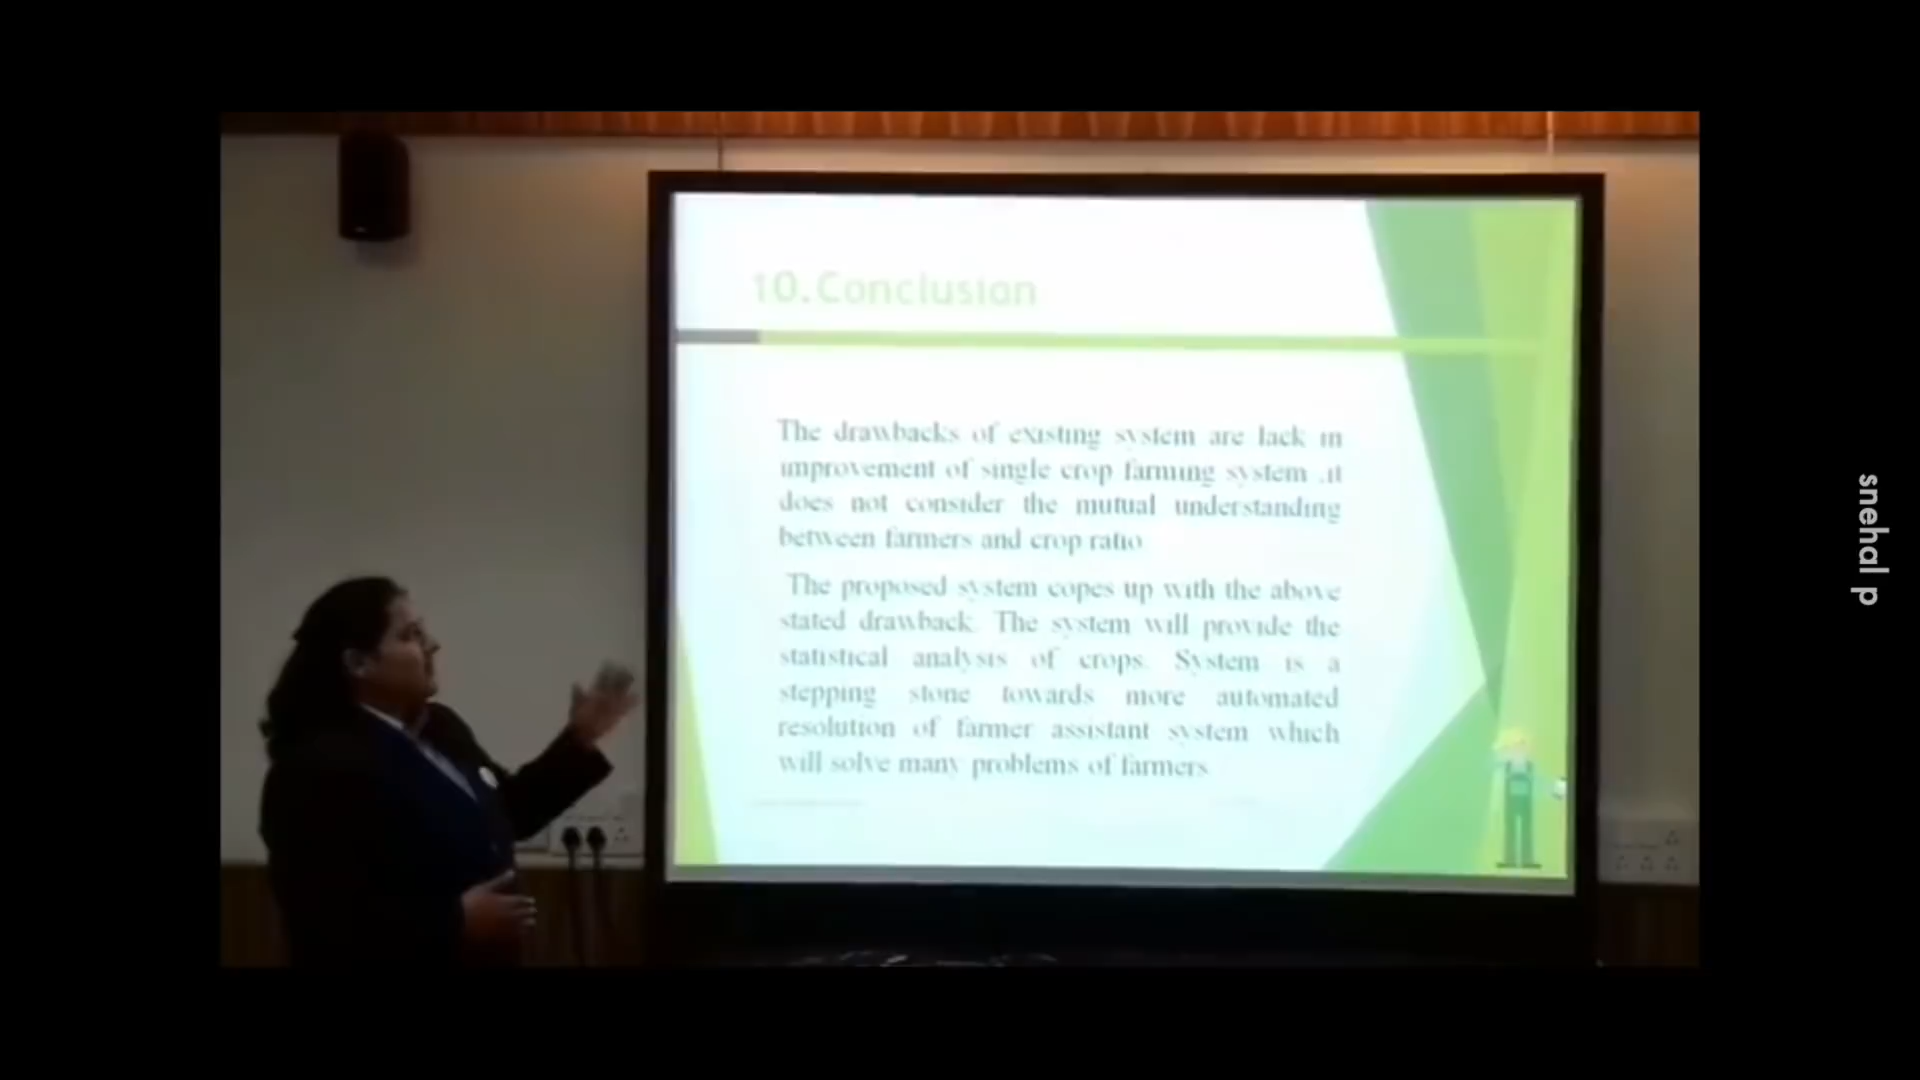 10.Conclusion
The drawbacks of existing system are lack in
improvement of single crop farming system .it
does not consider the mutual understanding
between farmers and crop ratio
The proposed system copes up with the above
stated drawback. The system will provide the
statistical analysis of crops. System is a
stepping stone towards more automated
resolution of farmer assistant system which
will solve many problems of farmers
snehal p